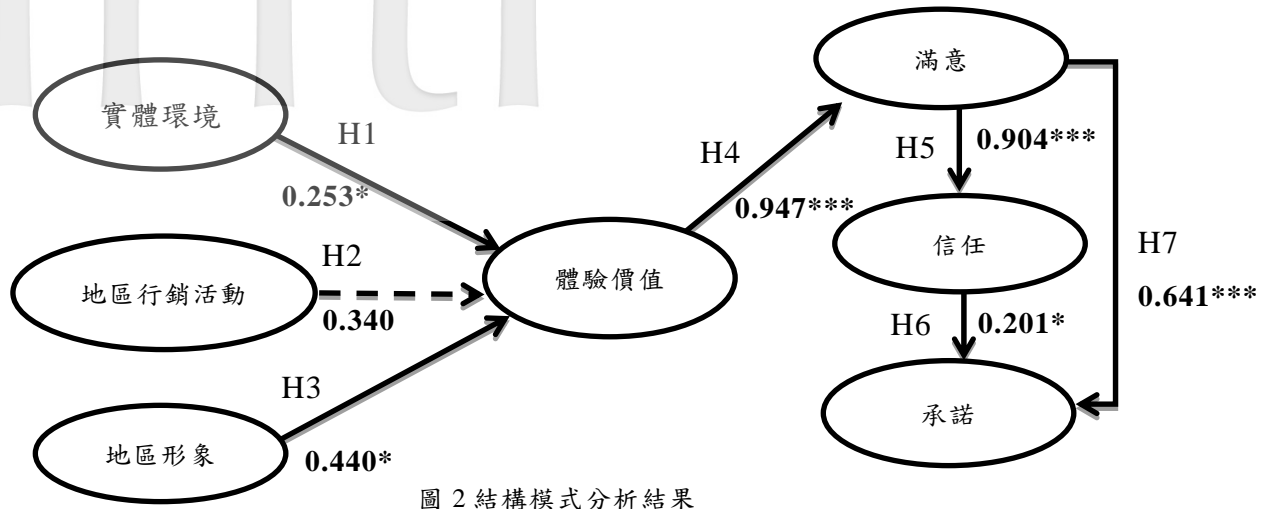 實體環境
H1
0.253*
地區行銷活動
H2
0.340
地區形象
H3
0.440*
體驗價值
H4
0.947***
滿意
H5
0.904***
信任
H6
0.201*
承諾
H7
0.641***
圖 2 結構模式分析結果